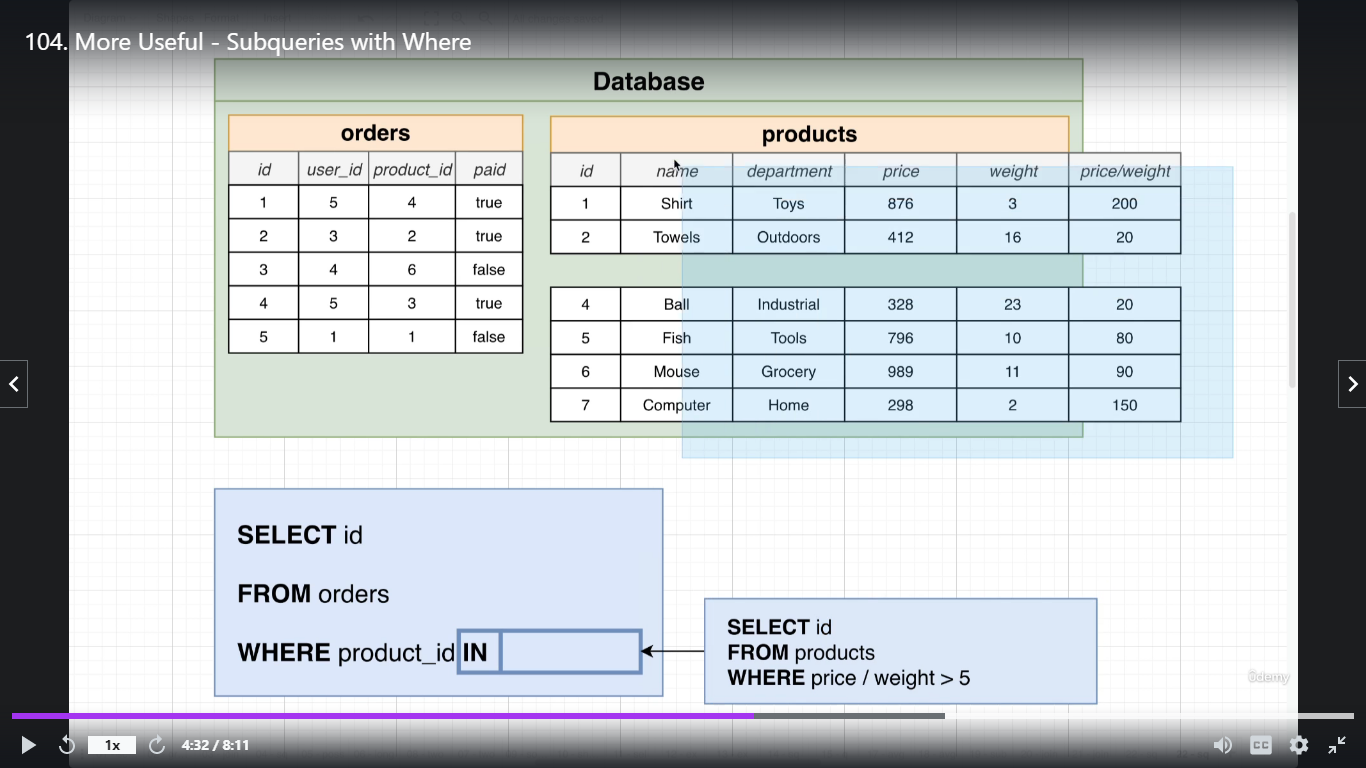 104. More Useful - Subqueries with Where
Database
orders
id user_id product_id paid
1 5 4 true
2 3 2 true
3 4 6 false
4 5 3 true
5 1 1 false
products
id name department price weight price/weight
1 Shirt Toys 876 3 200
2 Towels Outdoors 412 16 20
4 Ball Industrial 328 23 20
5 Fish Tools 796 10 80
6 Mouse Grocery 989 11 90
7 Computer Home 298 2 150
SELECT id
FROM orders
WHERE product_id IN
SELECT id
FROM products
WHERE price / weight > 5
ûdemy
1x
4:32 / 8:11
CC